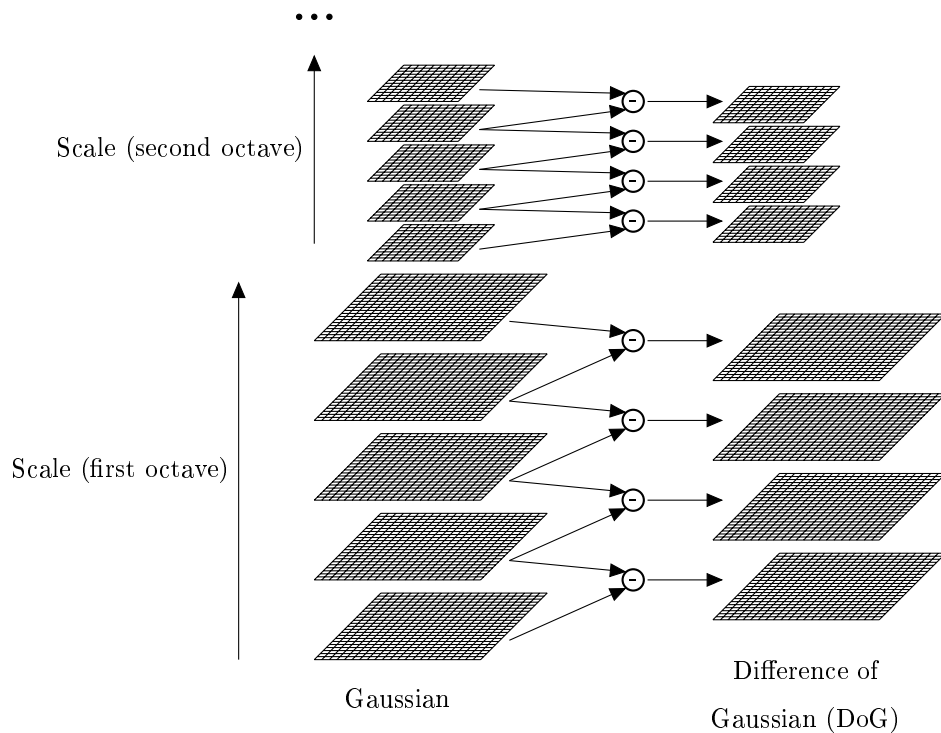 ...
Scale (second octave)
- 
- 
- 
- 
Scale (first octave)
- 
- 
- 
- 
Gaussian
Difference of
Gaussian (DoG)